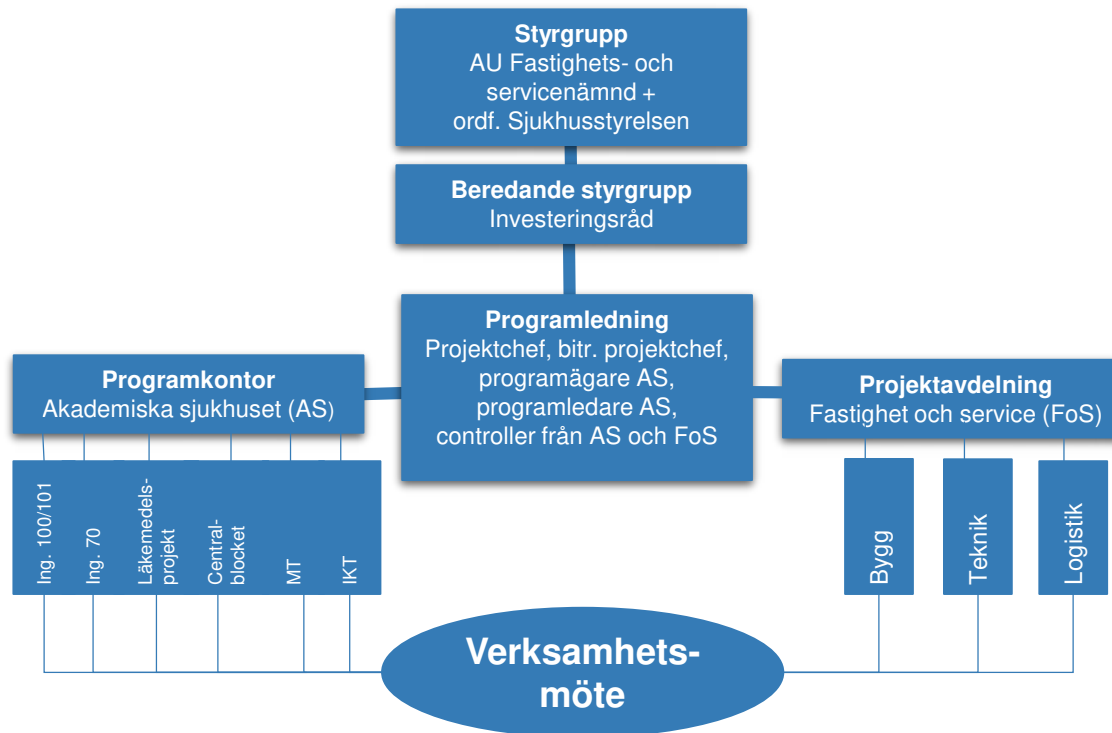 Styrgrupp
AU Fastighets- och
servicenämnd +
ordf. Sjukhusstyrelsen
Beredande styrgrupp
Investeringsråd
Programledning
Projektchef, bitr. projektchef,
programägare AS,
programledare AS,
controller från AS och FoS
Programkontor
Akademiska sjukhuset (AS)
Projektavdelning
Fastighet och service (FoS)
Ing. 100/101
Ing. 70
Läkemedels-
projekt
Central-
blocket
MT
IKT
Bygg
Teknik
Logistik
Verksamhets-
möte